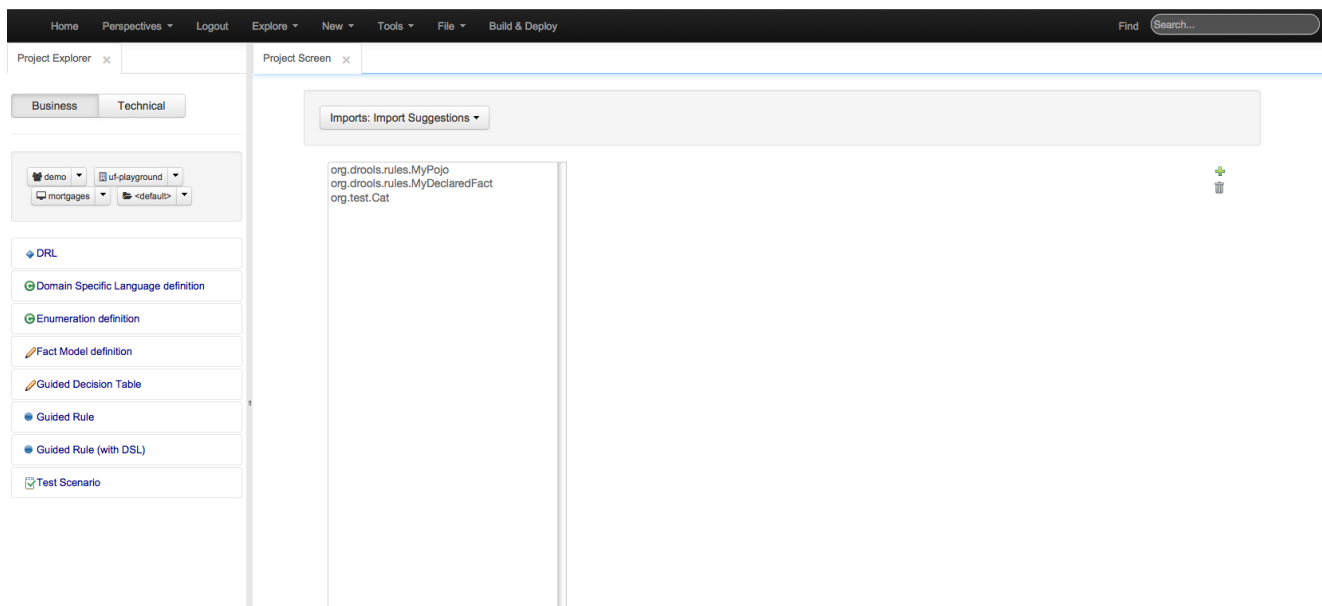 Home Perspectives Logout Explore New Tools File Build & Deploy Find Search...
Project Explorer Project Screen
Business Technical
Imports: Import Suggestions
demo uf-playground
mortgages <default>
org.drools.rules.MyPojo
org.drools.rules.MyDeclaredFact
org.test.Cat
DRL
Domain Specific Language definition
Enumeration definition
Fact Model definition
Guided Decision Table
Guided Rule
Guided Rule (with DSL)
Test Scenario